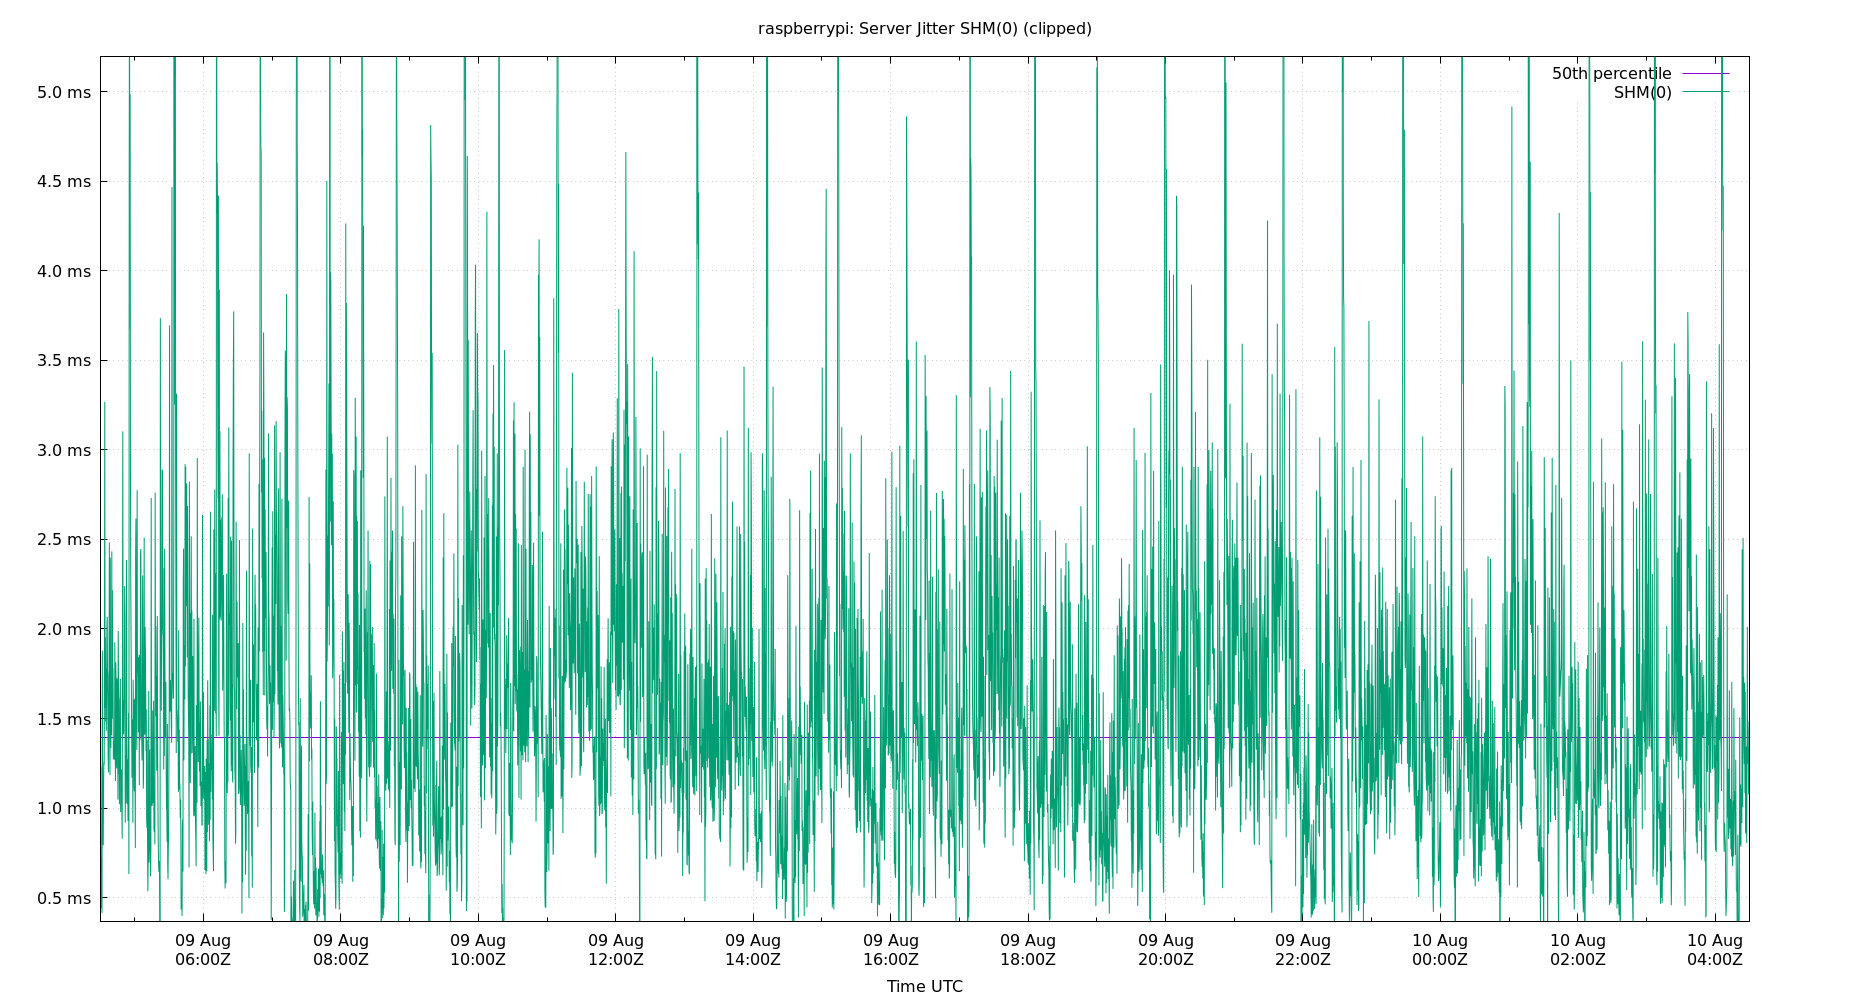 raspberrypi: Server Jitter SHM(0) (clipped)
50th percentile
SHM(0)
5.0 ms
4.5 ms
4.0 ms
3.5 ms
3.0 ms
2.5 ms
2.0 ms
1.5 ms
1.0 ms
0.5 ms
09 Aug 09 Aug 09 Aug 09 Aug 09 Aug 09 Aug 09 Aug 09 Aug 09 Aug 10 Aug 10 Aug 10 Aug
06:00Z 08:00Z 10:00Z 12:00Z 14:00Z 16:00Z 18:00Z 20:00Z 22:00Z 00:00Z 02:00Z 04:00Z
Time UTC